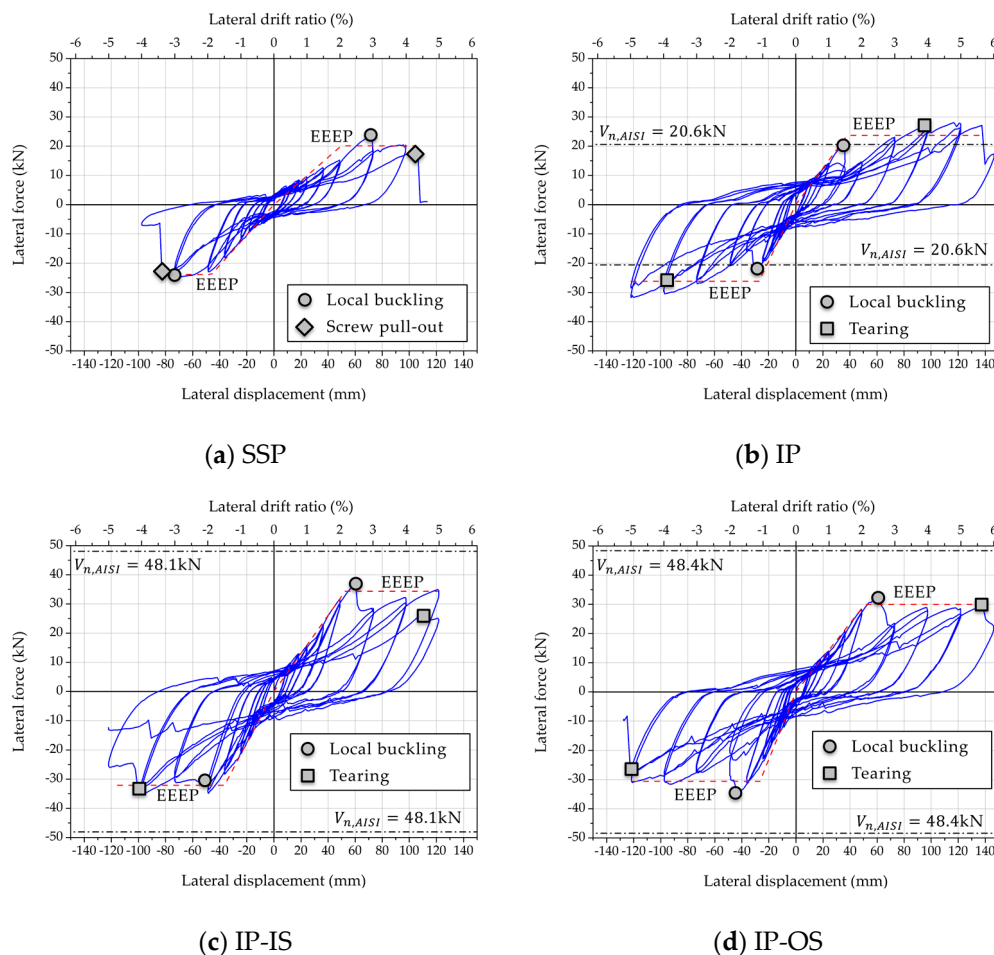 Lateral drift ratio (%)
-6 -5 -4 -3 -2 -1 0 1 2 3 4 5 6
50
40
30
20
10
0
-10
-20
-30
-40
-50
Lateral force (kN)
EEEP
EEEP
Local buckling
Screw pull-out
-140 -120 -100 -80 -60 -40 -20 0 20 40 60 80 100 120 140
Lateral displacement (mm)
(a) SSP
Lateral drift ratio (%)
-6 -5 -4 -3 -2 -1 0 1 2 3 4 5 6
50
40
30
20
10
0
-10
-20
-30
-40
-50
Lateral force (kN)
EEEP
V_{n,AISI} = 20.6kN
V_{n,AISI} = 20.6kN
EEEP
Local buckling
Tearing
-140 -120 -100 -80 -60 -40 -20 0 20 40 60 80 100 120 140
Lateral displacement (mm)
(b) IP
Lateral drift ratio (%)
-6 -5 -4 -3 -2 -1 0 1 2 3 4 5 6
50
40
30
20
10
0
-10
-20
-30
-40
-50
Lateral force (kN)
V_{n,AISI} = 48.1kN
EEEP
Local buckling
Tearing
EEEP
V_{n,AISI} = 48.1kN
-140 -120 -100 -80 -60 -40 -20 0 20 40 60 80 100 120 140
Lateral displacement (mm)
(c) IP-IS
Lateral drift ratio (%)
-6 -5 -4 -3 -2 -1 0 1 2 3 4 5 6
50
40
30
20
10
0
-10
-20
-30
-40
-50
Lateral force (kN)
V_{n,AISI} = 48.4kN
EEEP
Local buckling
Tearing
EEEP
V_{n,AISI} = 48.4kN
-140 -120 -100 -80 -60 -40 -20 0 20 40 60 80 100 120 140
Lateral displacement (mm)
(d) IP-OS